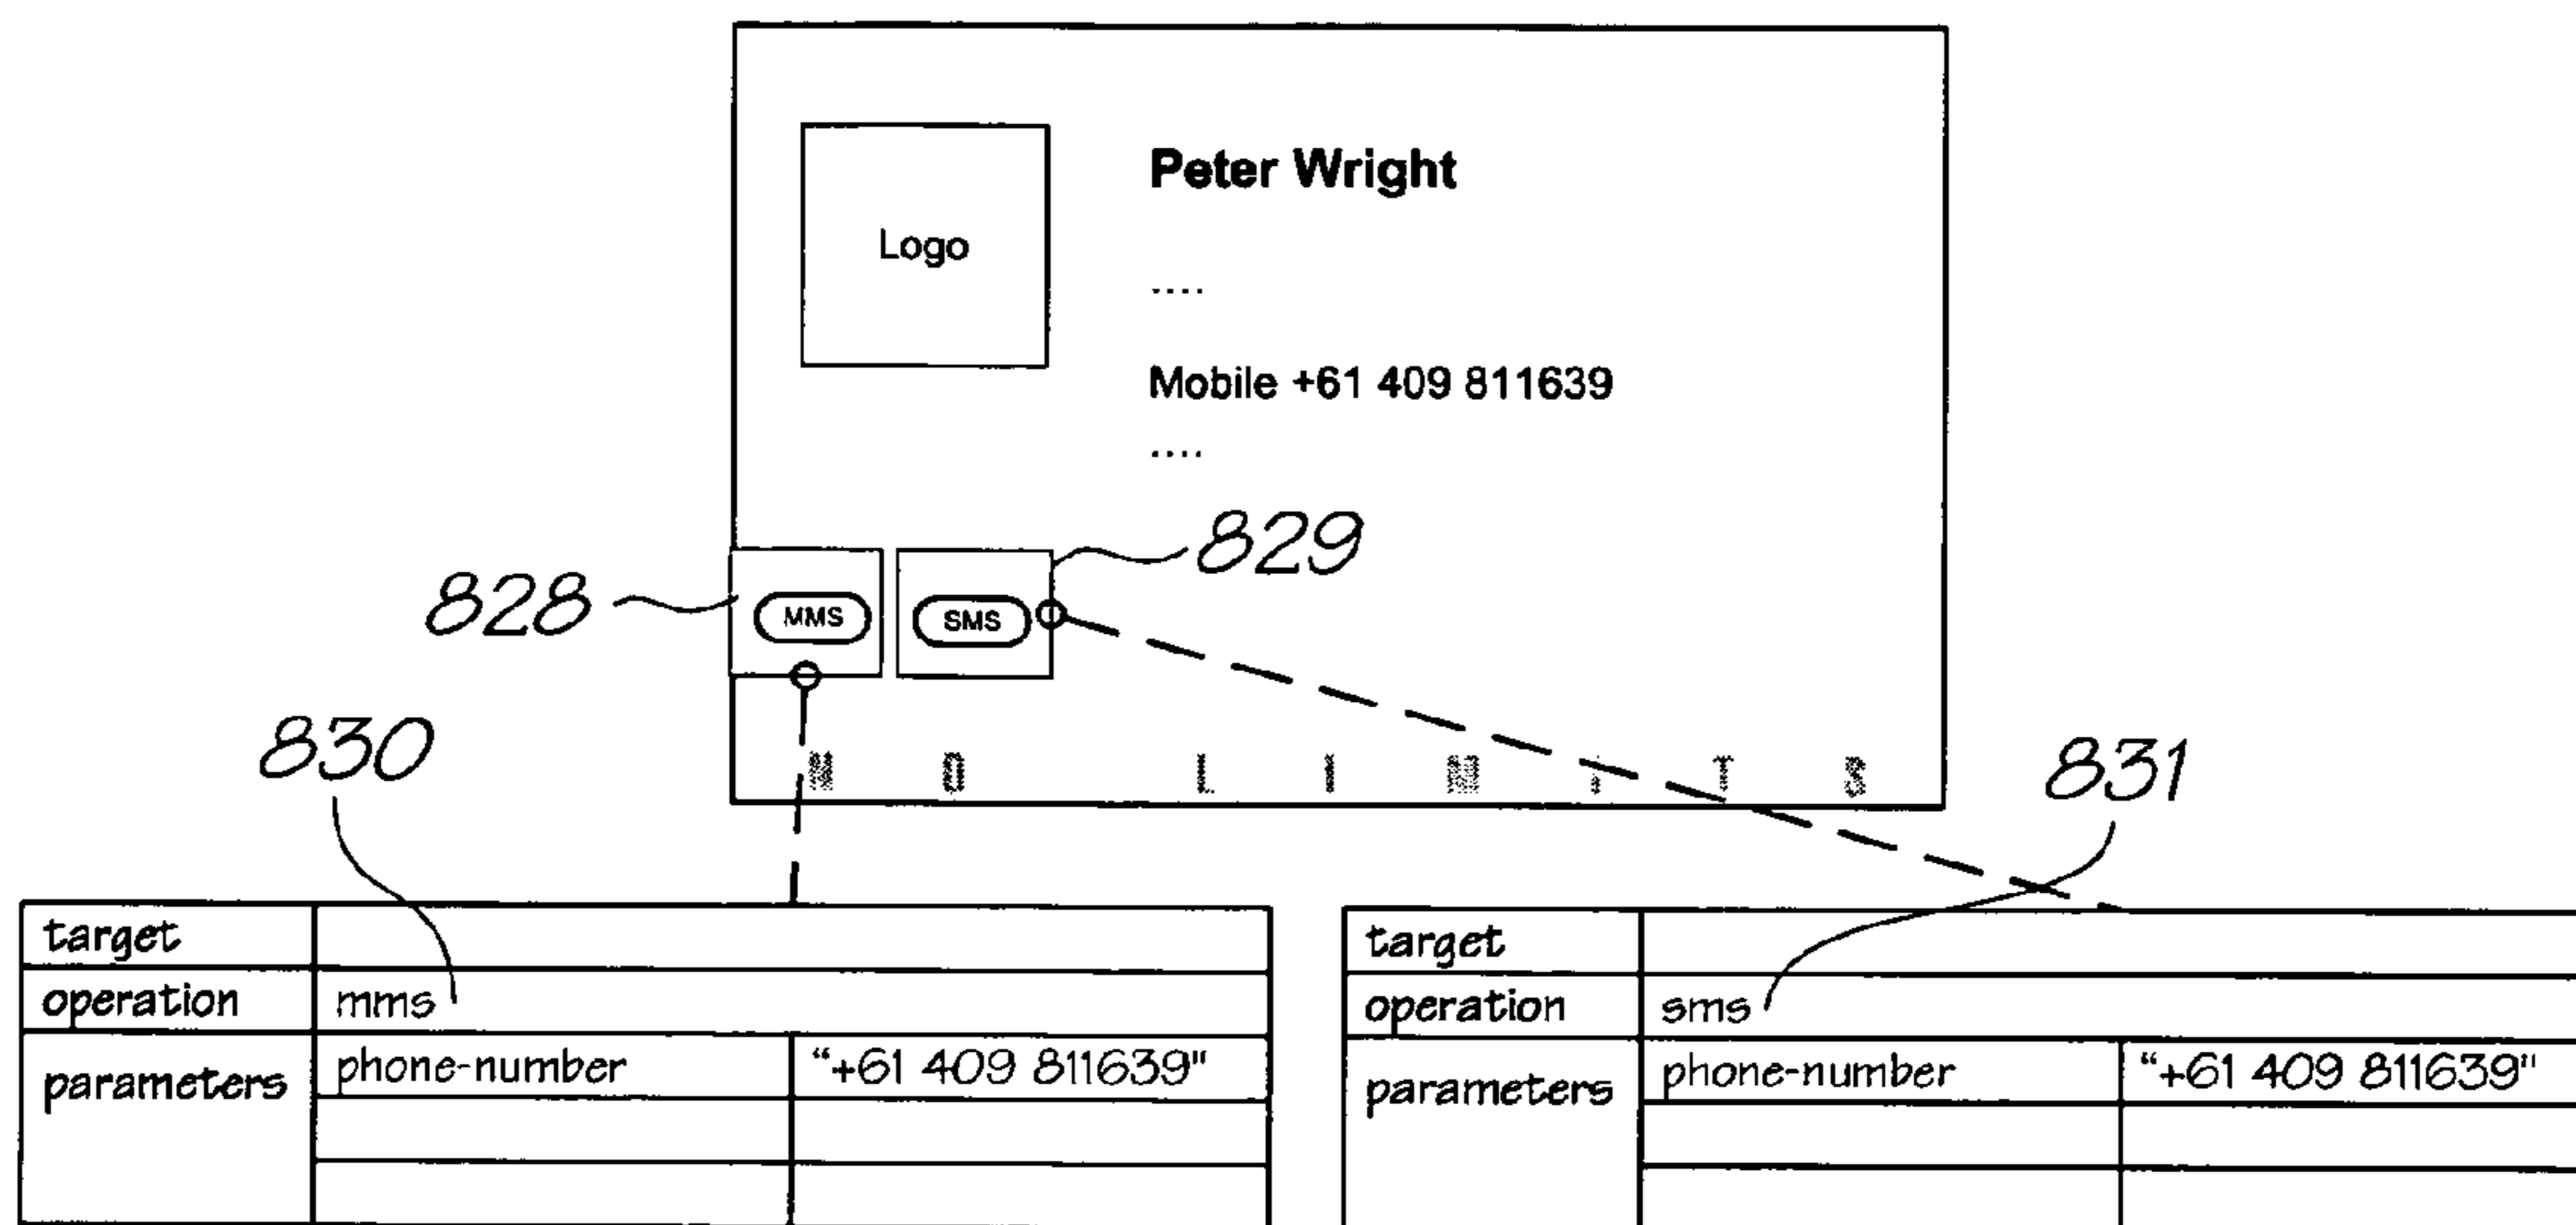 Peter Wright
Logo
....
Mobile +61 409 811639
....
829
828
MMS
SMS
830
831
target
operation mms
parameters phone-number "+61 409 811639"
target
operation sms
parameters phone-number "+61 409 811639"